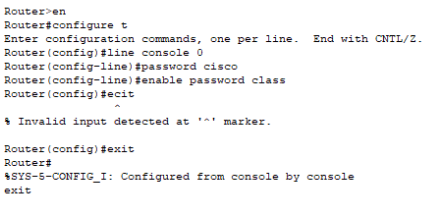 Router>en
Router#configure t
Enter configuration commands, one per line.  End with CNTL/Z.
Router(config)#line console 0
Router(config-line)#password cisco
Router(config-line)#enable password class
Router(config)#ecit
^
% Invalid input detected at '^' marker.
Router(config)#exit
Router#
%SYS-5-CONFIG_I: Configured from console by console
exit